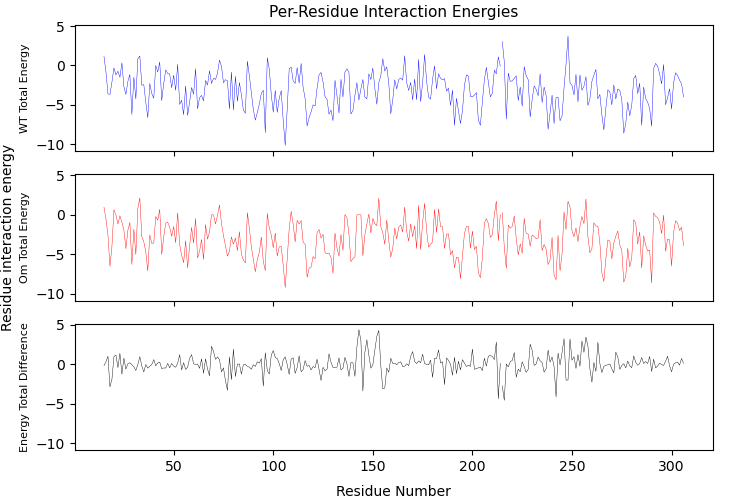 Per-Residue Interaction Energies
Residue interaction energy
WT Total Energy
5
0
−5
−10
Om Total Energy
5
0
−5
−10
Energy Total Difference
5
0
−5
−10
50 100 150 200 250 300
Residue Number